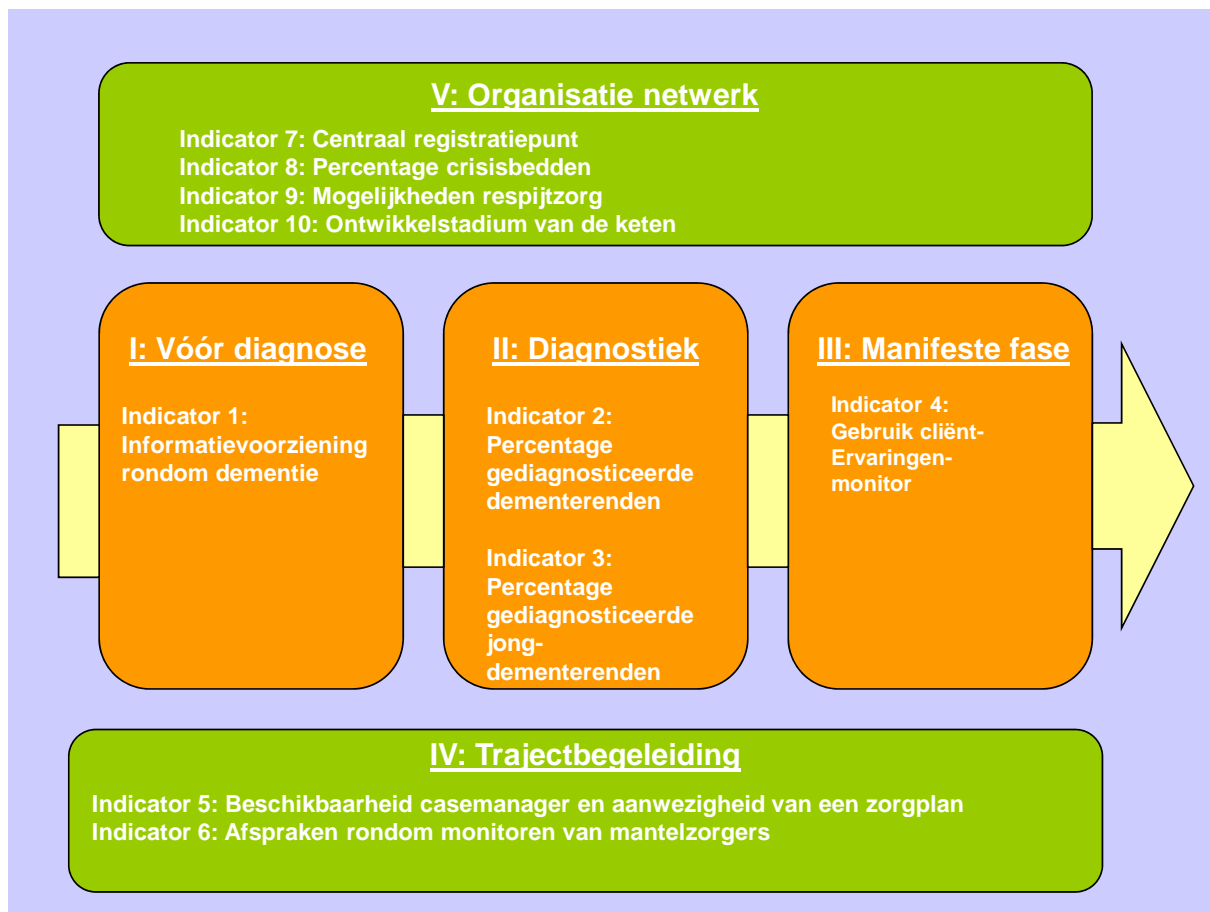 V: Organisatie netwerk
Indicator 7: Centraal registratiepunt
Indicator 8: Percentage crisisbedden
Indicator 9: Mogelijkheden respijtzorg
Indicator 10: Ontwikkelstadium van de keten
I: Vóór diagnose
Indicator 1:
Informatievoorziening
rondom dementie
II: Diagnostiek
Indicator 2:
Percentage
gediagnosticeerde
dementerenden
Indicator 3:
Percentage
gediagnosticeerde
jong-
dementerenden
III: Manifeste fase
Indicator 4:
Gebruik cliënt-
Ervaringen-
monitor
IV: Trajectbegeleiding
Indicator 5: Beschikbaarheid casemanager en aanwezigheid van een zorgplan
Indicator 6: Afspraken rondom monitoren van mantelzorgers